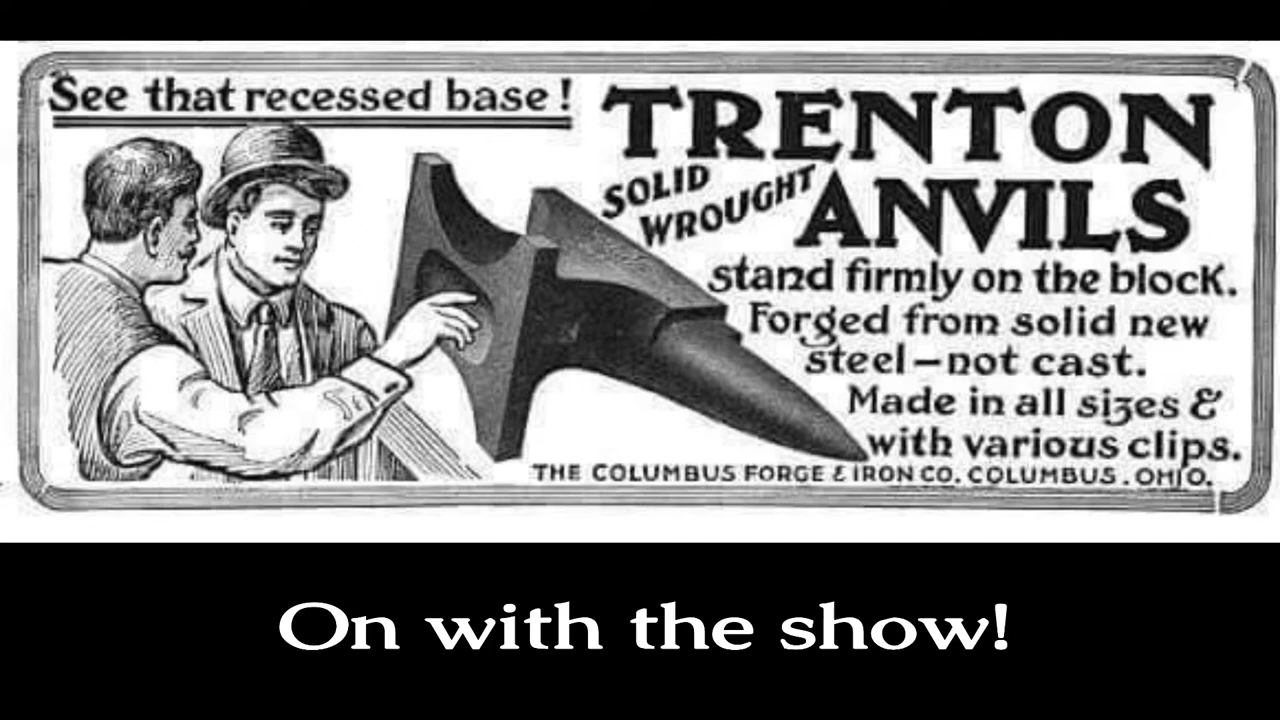 See that recessed base!
TRENTON
SOLID
WROUGHT
ANVILS
stand firmly on the block.
Forged from solid new
steel—not cast.
Made in all sizes &
with various clips.
THE COLUMBUS FORGE & IRON CO. COLUMBUS. OHIO.
On with the show!